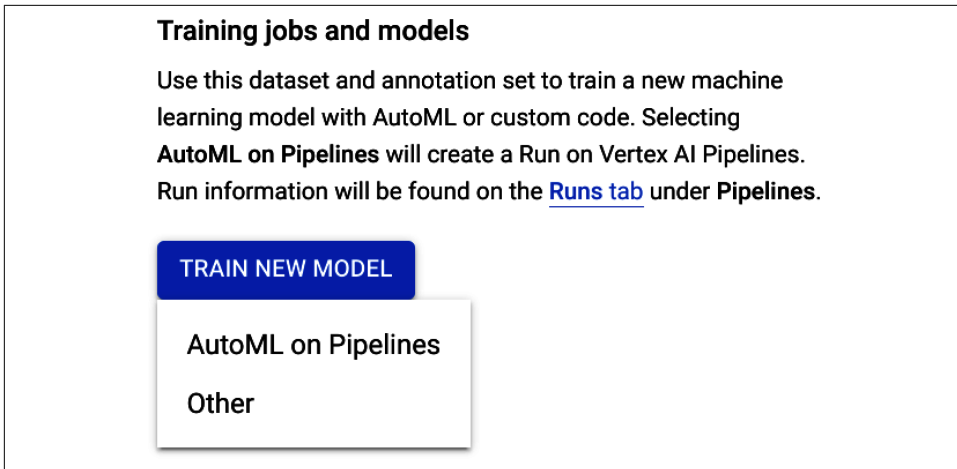 Training jobs and models
Use this dataset and annotation set to train a new machine
learning model with AutoML or custom code. Selecting
AutoML on Pipelines will create a Run on Vertex AI Pipelines.
Run information will be found on the Runs tab under Pipelines.
TRAIN NEW MODEL
AutoML on Pipelines
Other